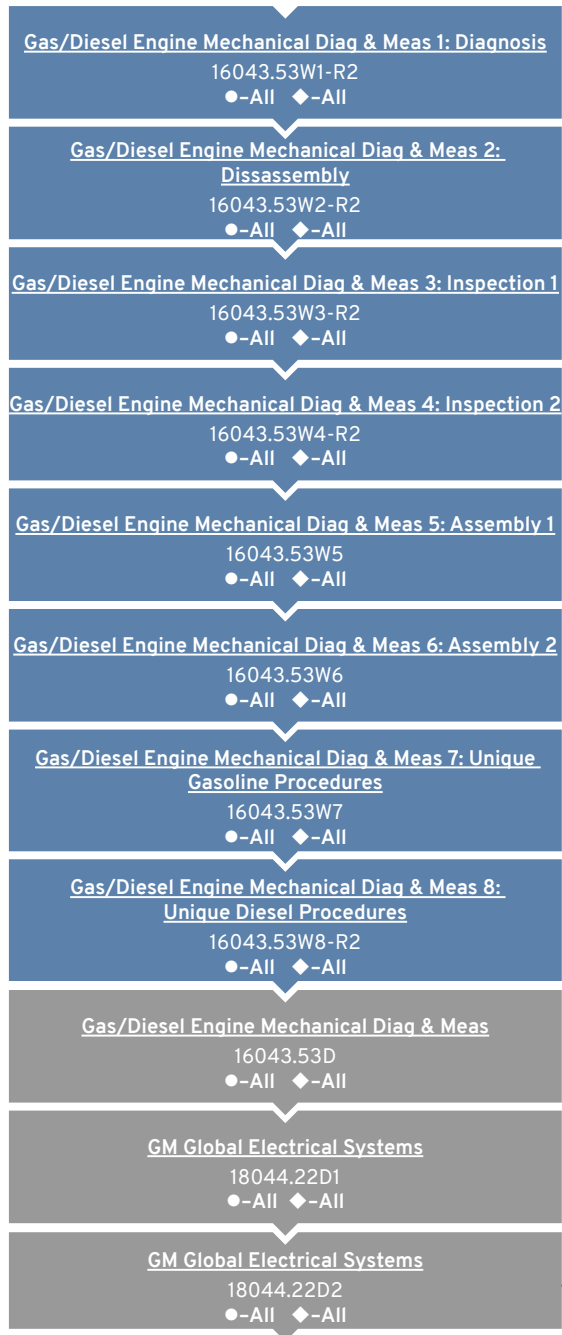 Gas/Diesel Engine Mechanical Diag & Meas 1: Diagnosis
16043.53W1-R2
●-All ◆-All
Gas/Diesel Engine Mechanical Diag & Meas 2:
Dissassembly
16043.53W2-R2
●-All ◆-All
Gas/Diesel Engine Mechanical Diag & Meas 3: Inspection 1
16043.53W3-R2
●-All ◆-All
Gas/Diesel Engine Mechanical Diag & Meas 4: Inspection 2
16043.53W4-R2
●-All ◆-All
Gas/Diesel Engine Mechanical Diag & Meas 5: Assembly 1
16043.53W5
●-All ◆-All
Gas/Diesel Engine Mechanical Diag & Meas 6: Assembly 2
16043.53W6
●-All ◆-All
Gas/Diesel Engine Mechanical Diag & Meas 7: Unique
Gasoline Procedures
16043.53W7
●-All ◆-All
Gas/Diesel Engine Mechanical Diag & Meas 8:
Unique Diesel Procedures
16043.53W8-R2
●-All ◆-All
Gas/Diesel Engine Mechanical Diag & Meas
16043.53D
●-All ◆-All
GM Global Electrical Systems
18044.22D1
●-All ◆-All
GM Global Electrical Systems
18044.22D2
●-All ◆-All